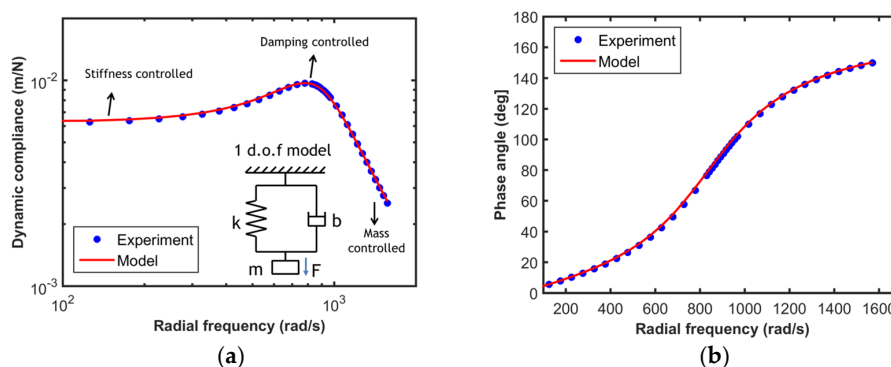 Damping controlled
Stiffness controlled
10^-2
Dynamic compliance (m/N)
1 d.o.f model
k
b
m
F
Mass
controlled
Experiment
Model
10^-3
10^2
10^3
Radial frequency (rad/s)
(a)
180
160
140
120
100
80
60
40
20
0
Phase angle (deg]
Experiment
Model
200
400
600
800
1000
1200
1400
1600
Radial frequency (rad/s)
(b)